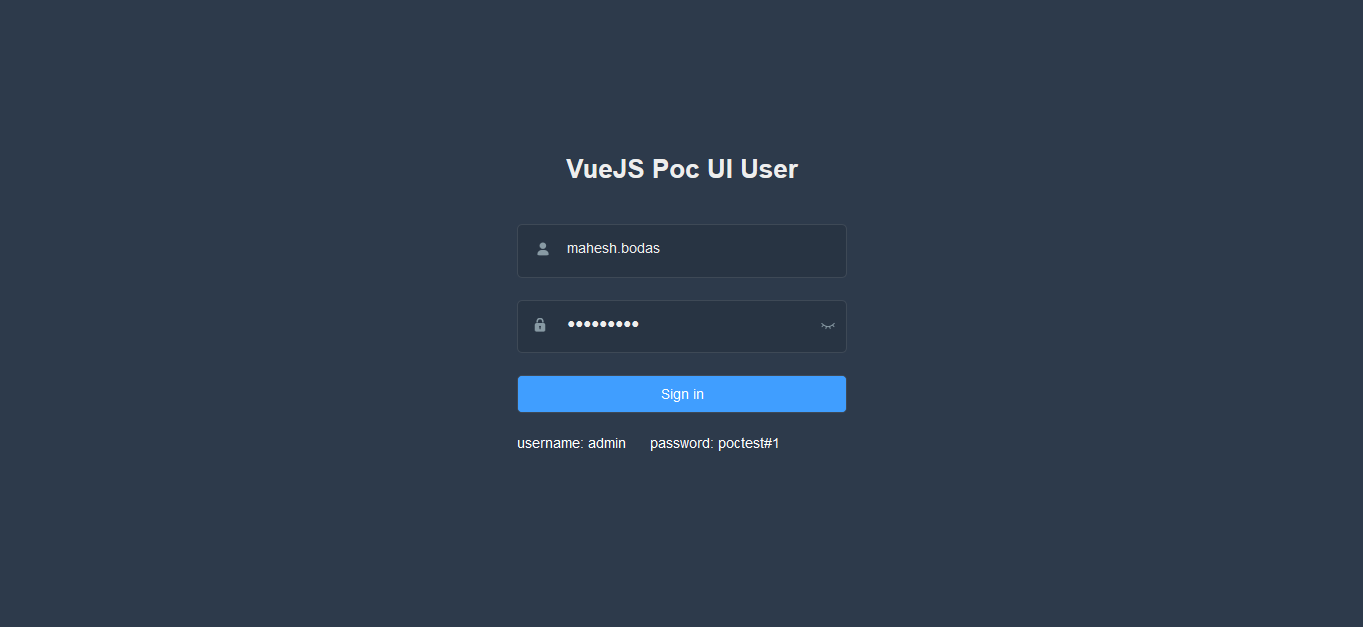 VueJS Poc UI User
mahesh.bodas
•••••••••
Sign in
username: admin password: poctest#1